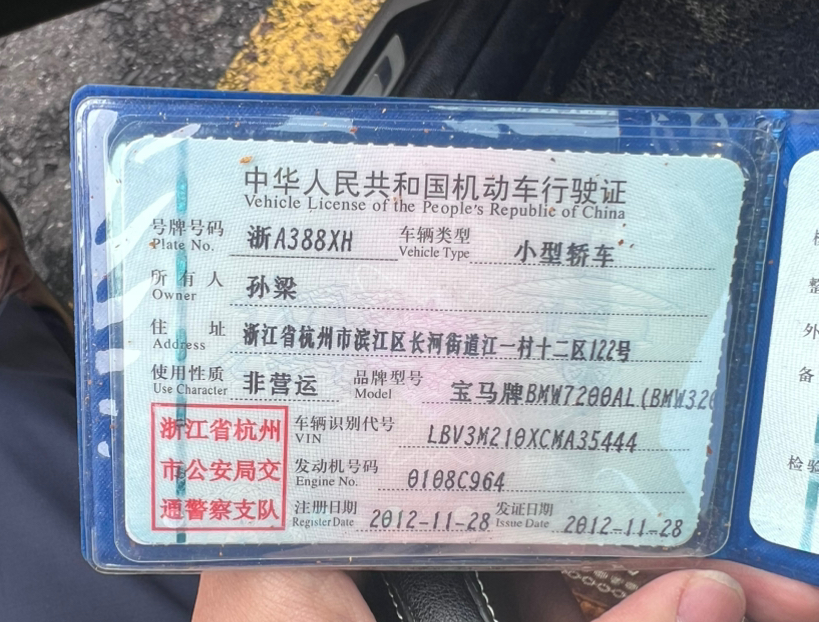 中华人民共和国机动车行驶证
Vehicle License of the People's Republic of China
号牌号码 浙A388XH 车辆类型 小型轿车
Plate No. Vehicle Type
所有人 孙梁
Owner
住址 浙江省杭州市滨江区长河街道江一村十二区122号
Address
使用性质 非营运 品牌型号 宝马牌BMW7200AL(BMW320
Use Character Model
浙江省杭州
市公安局交
通警察支队
车辆识别代号 LBV3M210XCMA35444
VIN
发动机号码 0108C964
Engine No.
注册日期 2012-11-28 发证日期 2012-11-28
Register Date Issue Date
整
外
备
检验